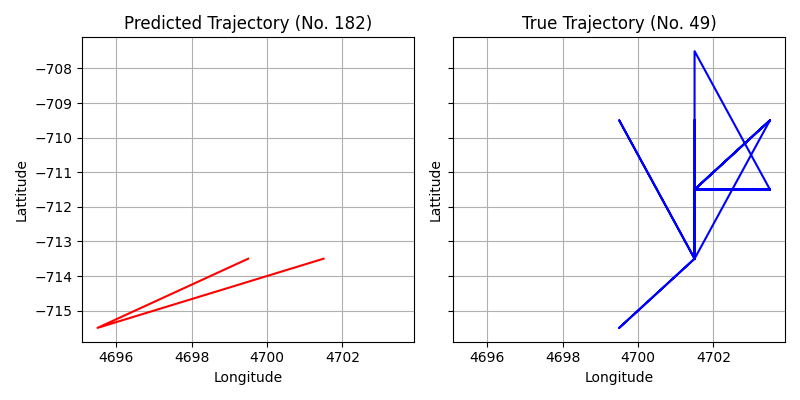 Predicted Trajectory (No. 182)
True Trajectory (No. 49)
−708
−709
−710
−711
−712
−713
−714
−715
Lattitude
Lattitude
4696 4698 4700 4702
4696 4698 4700 4702
Longitude
Longitude